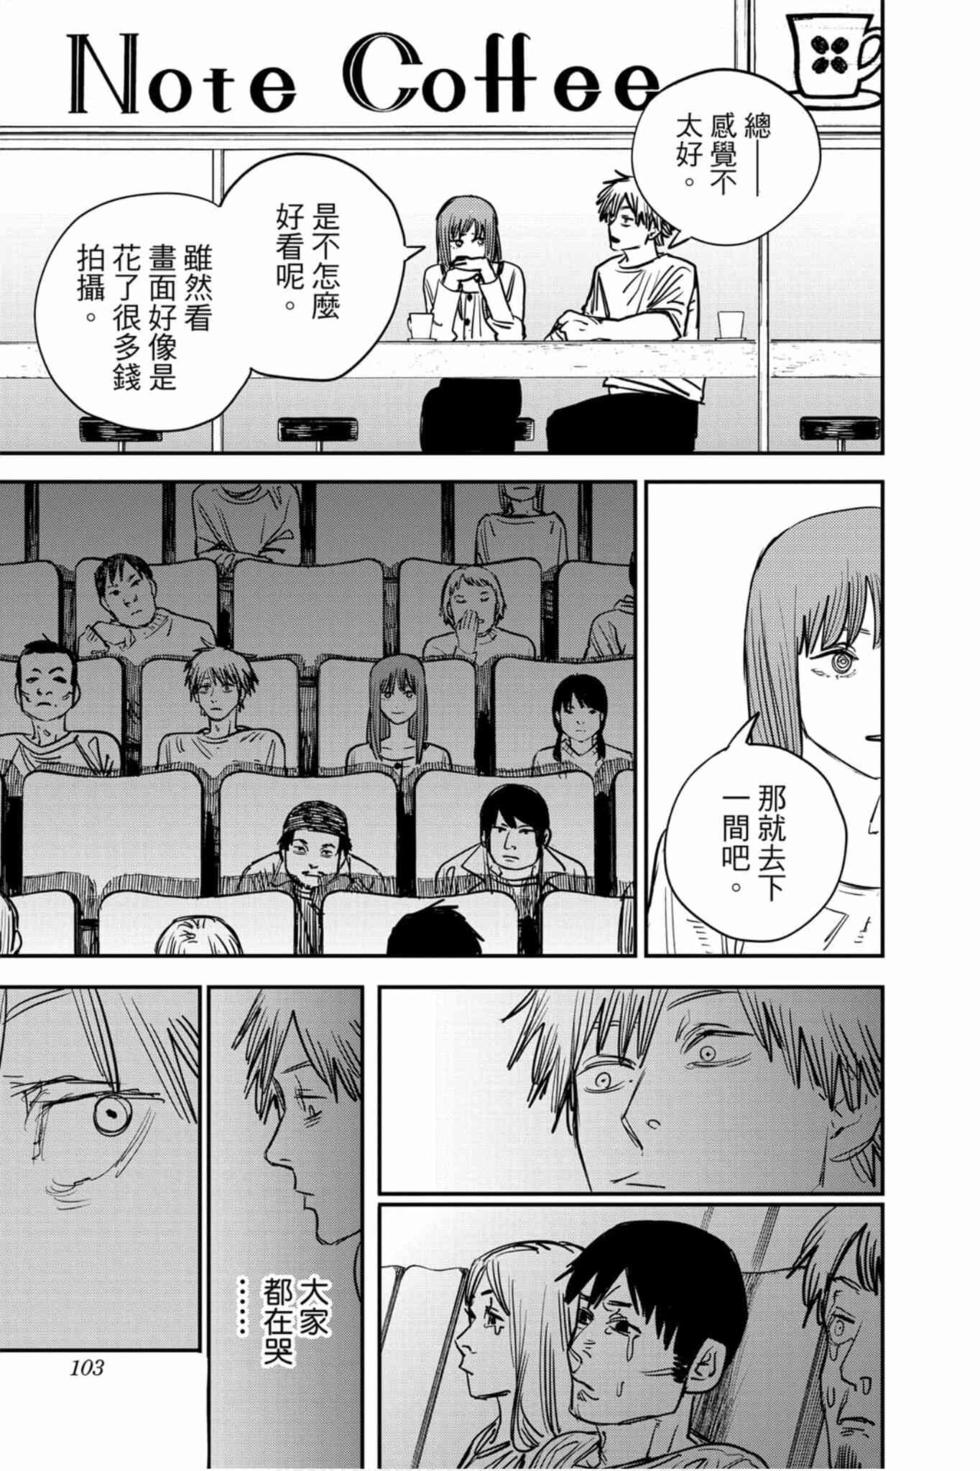 Note Coffee
總——
感覺不
太好。
是不怎麼
好看呢。
雖然看
畫面好像是
花了很多錢
拍攝。
那就去下
一間吧。
大家
都在哭
……
103